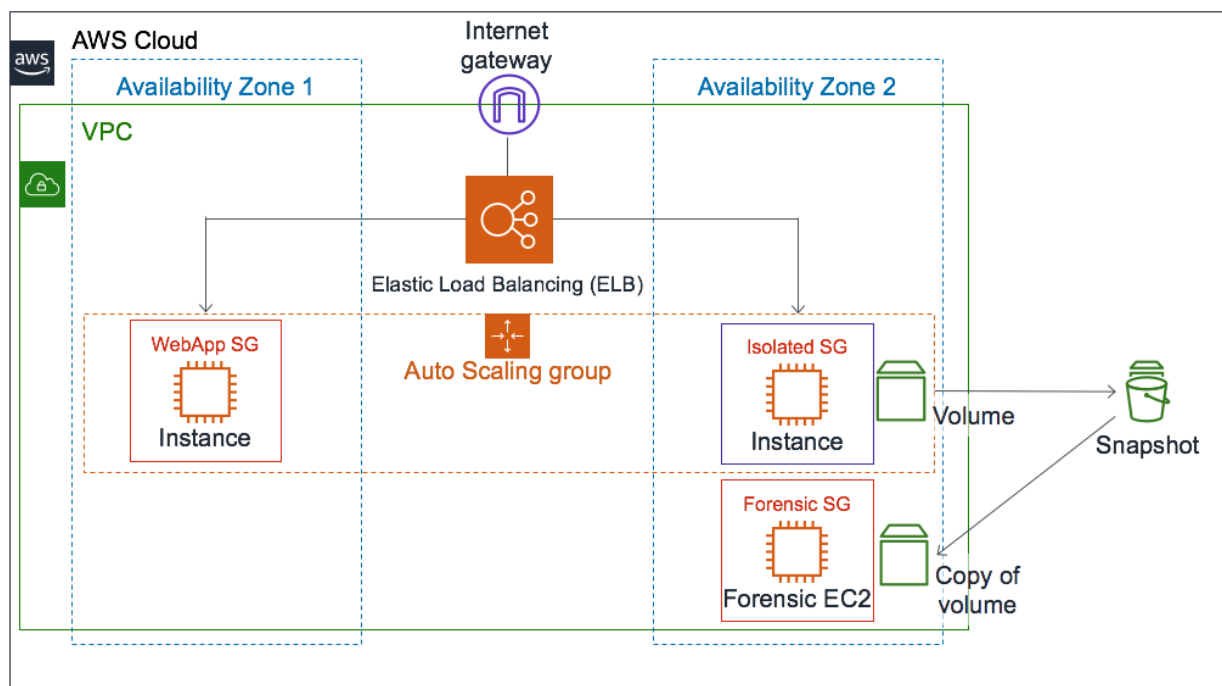 AWS Cloud
aws
Internet
gateway
Availability Zone 1
Availability Zone 2
VPC
Elastic Load Balancing (ELB)
WebApp SG
Instance
Auto Scaling group
Isolated SG
Instance
Volume
Snapshot
Forensic SG
Forensic EC2
Copy of
volume